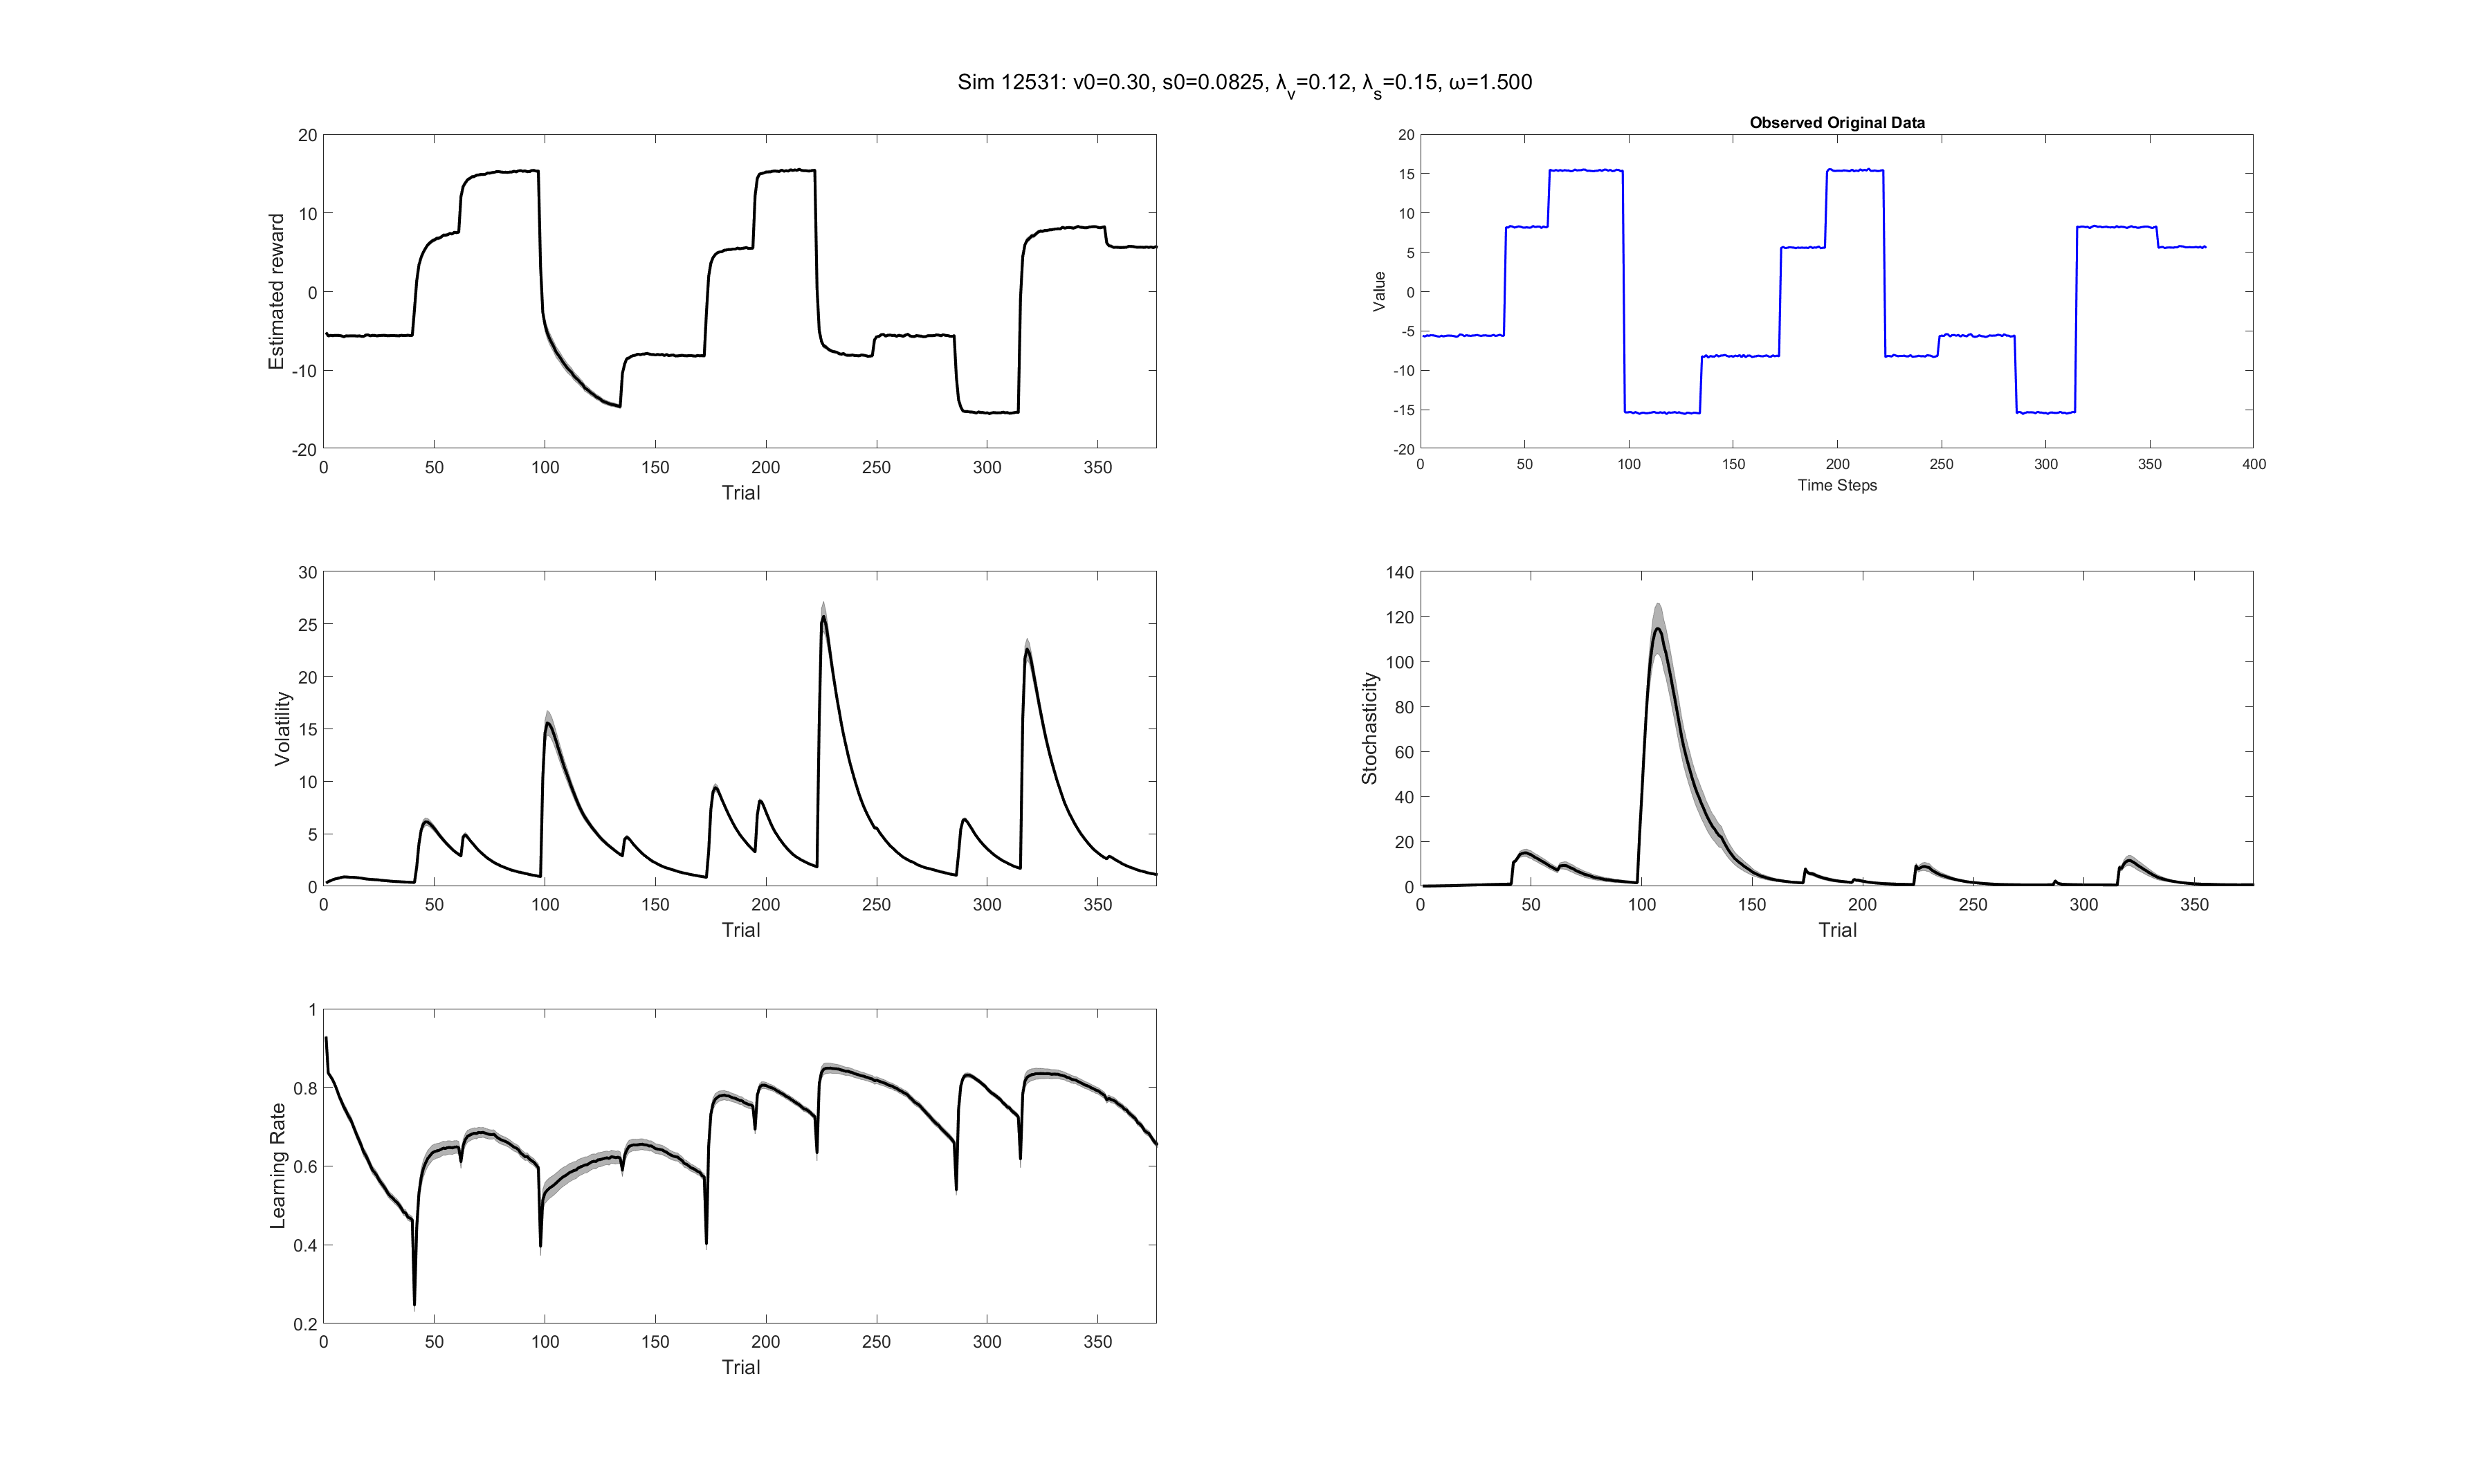 Sim 12531: v0=0.30, s0=0.0825, λv=0.12, λs=0.15, ω=1.500
Estimated reward
20
10
0
-10
-20
0 50 100 150 200 250 300 350
Trial
Observed Original Data
Value
20
15
10
5
0
-5
-10
-15
-20
0 50 100 150 200 250 300 350 400
Time Steps
Volatility
30
25
20
15
10
5
0
0 50 100 150 200 250 300 350
Trial
Stochasticity
140
120
100
80
60
40
20
0
0 50 100 150 200 250 300 350
Trial
Learning Rate
1
0.8
0.6
0.4
0.2
0 50 100 150 200 250 300 350
Trial